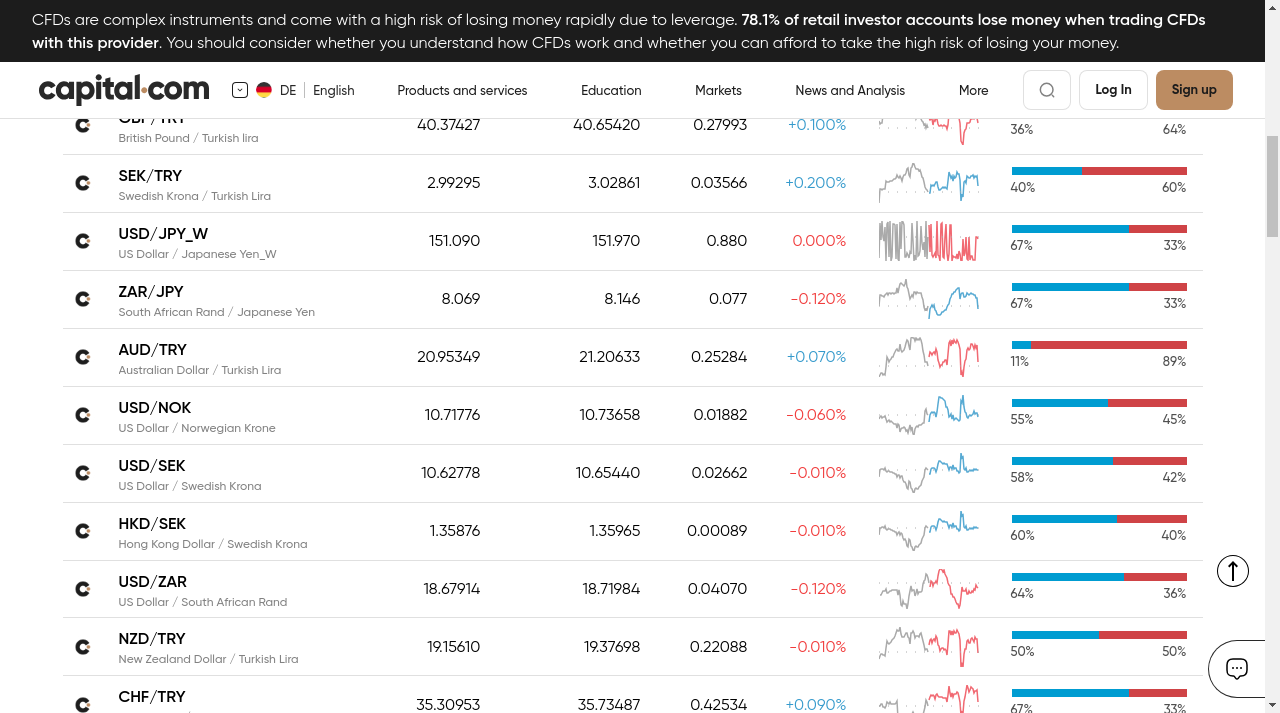 CFDs are complex instruments and come with a high risk of losing money rapidly due to leverage. 78.1% of retail investor accounts lose money when trading CFDs
with this provider. You should consider whether you understand how CFDs work and whether you can afford to take the high risk of losing your money.
capital.com DE English Products and services Education Markets News and Analysis More Log In Sign up
GBP/TRY 40.37427 40.65420 0.27993 +0.100%
British Pound / Turkish lira 36% 64%
SEK/TRY 2.99295 3.02861 0.03566 +0.200%
Swedish Krona / Turkish Lira 40% 60%
USD/JPY_W 151.090 151.970 0.880 0.000%
US Dollar / Japanese Yen_W 67% 33%
ZAR/JPY 8.069 8.146 0.077 -0.120%
South African Rand / Japanese Yen 67% 33%
AUD/TRY 20.95349 21.20633 0.25284 +0.070%
Australian Dollar / Turkish Lira 11% 89%
USD/NOK 10.71776 10.73658 0.01882 -0.060%
US Dollar / Norwegian Krone 55% 45%
USD/SEK 10.62778 10.65440 0.02662 -0.010%
US Dollar / Swedish Krona 58% 42%
HKD/SEK 1.35876 1.35965 0.00089 -0.010%
Hong Kong Dollar / Swedish Krona 60% 40%
USD/ZAR 18.67914 18.71984 0.04070 -0.120%
US Dollar / South African Rand 64% 36%
NZD/TRY 19.15610 19.37698 0.22088 -0.010%
New Zealand Dollar / Turkish Lira 50% 50%
CHF/TRY 35.30953 35.73487 0.42534 +0.090%
67% 33%